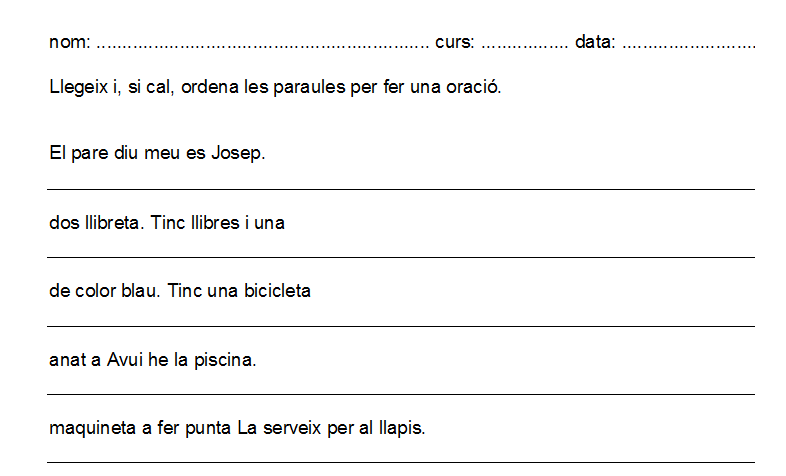 nom: ................................................................ curs: ................. data: ..........................
Llegeix i, si cal, ordena les paraules per fer una oració.
El pare diu meu es Josep.
dos llibreta. Tinc llibres i una
de color blau. Tinc una bicicleta
anat a Avui he la piscina.
maquineta a fer punta La serveix per al llapis.